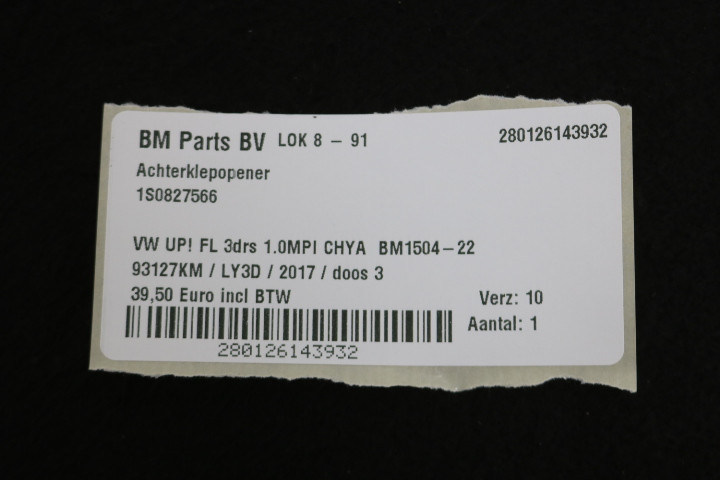 BM Parts BV LOK 8 - 91 280126143932
Achterklepopener
1S0827566
VW UP! FL 3drs 1.0MPI CHYA BM1504-22
93127KM / LY3D / 2017 / doos 3
39,50 Euro incl BTW Verz: 10
Aantal: 1
280126143932